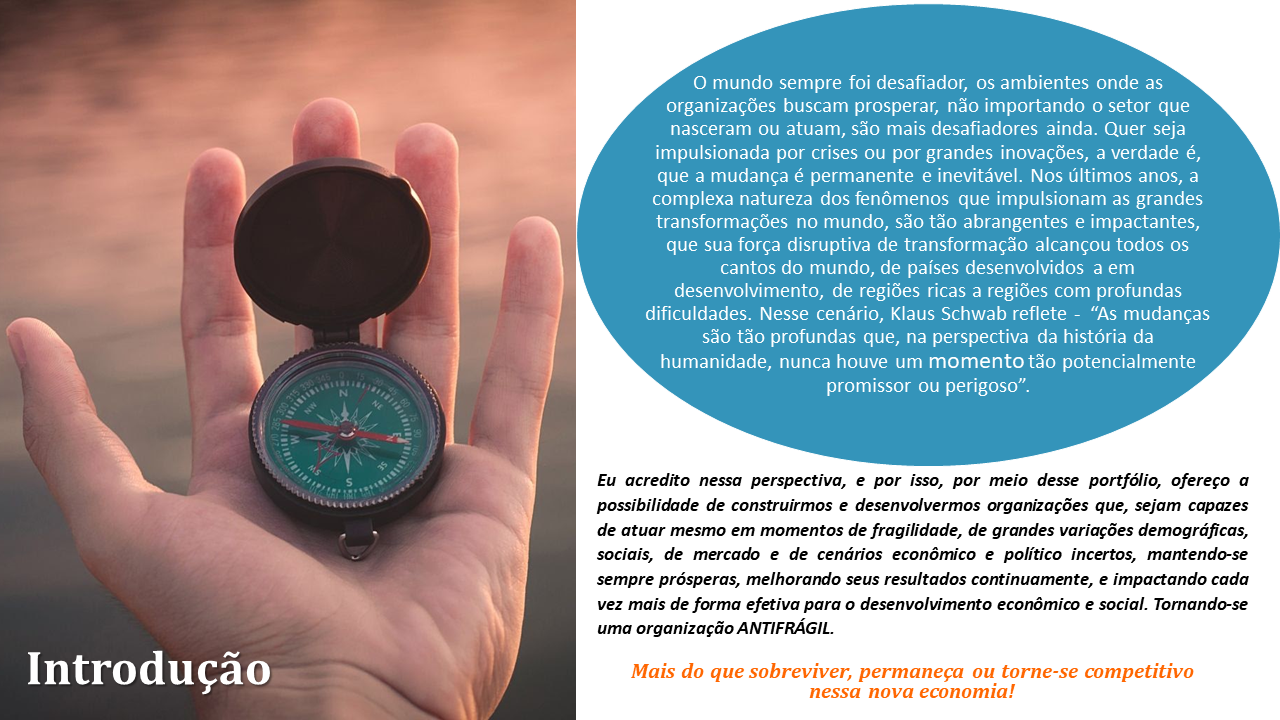 O mundo sempre foi desafiador, os ambientes onde as
organizações buscam prosperar, não importando o setor que
nasceram ou atuam, são mais desafiadores ainda. Quer seja
impulsionada por crises ou por grandes inovações, a verdade é,
que a mudança é permanente e inevitável. Nos últimos anos, a
complexa natureza dos fenômenos que impulsionam as grandes
transformações no mundo, são tão abrangentes e impactantes,
que sua força disruptiva de transformação alcançou todos os
cantos do mundo, de países desenvolvidos a em
desenvolvimento, de regiões ricas a regiões com profundas
dificuldades. Nesse cenário, Klaus Schwab reflete - “As mudanças
são tão profundas que, na perspectiva da história da
humanidade, nunca houve um momento tão potencialmente
promissor ou perigoso”.
Eu acredito nessa perspectiva, e por isso, por meio desse portfólio, ofereço a
possibilidade de construirmos e desenvolvermos organizações que, sejam capazes
de atuar mesmo em momentos de fragilidade, de grandes variações demográficas,
sociais, de mercado e de cenários econômico e político incertos, mantendo-se
sempre prósperas, melhorando seus resultados continuamente, e impactando cada
vez mais de forma efetiva para o desenvolvimento econômico e social. Tornando-se
uma organização ANTIFRÁGIL.
Mais do que sobreviver, permaneça ou torne-se competitivo
nessa nova economia!
Introdução
N
NE
E
SW
S
W
NW